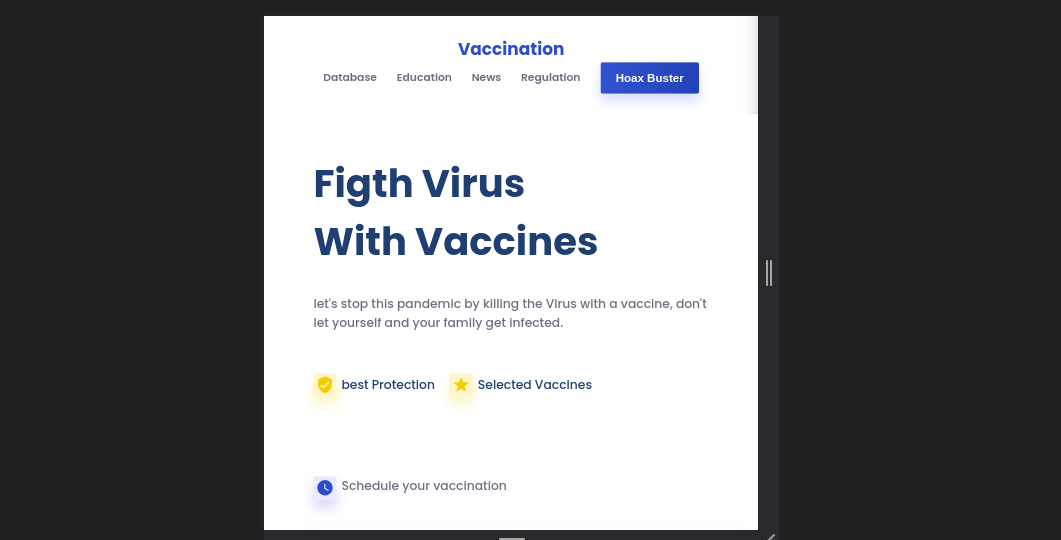 Vaccination
Database Education News Regulation Hoax Buster
Figth Virus
With Vaccines
let's stop this pandemic by killing the Virus with a vaccine, don't
let yourself and your family get infected.
best Protection Selected Vaccines
Schedule your vaccination